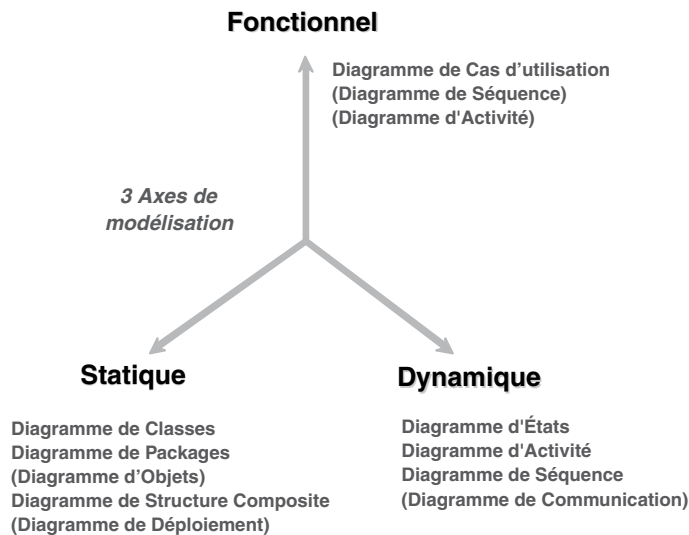 Fonctionnel
Diagramme de Cas d’utilisation
(Diagramme de Séquence)
(Diagramme d'Activité)
3 Axes de
modélisation
Statique
Diagramme de Classes
Diagramme de Packages
(Diagramme d’Objets)
Diagramme de Structure Composite
(Diagramme de Déploiement)
Dynamique
Diagramme d'États
Diagramme d'Activité
Diagramme de Séquence
(Diagramme de Communication)